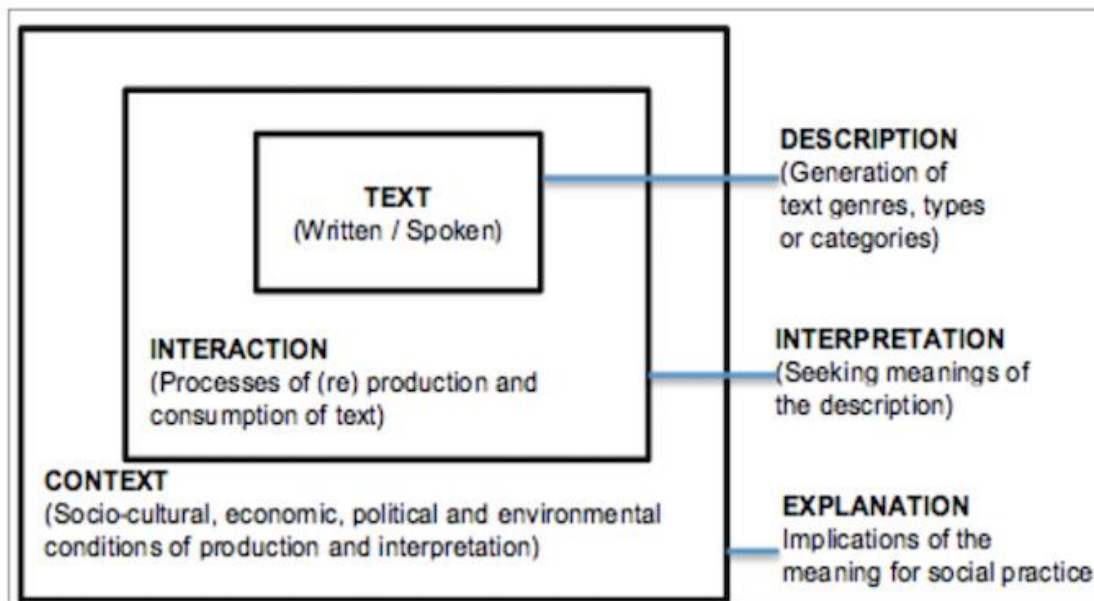 TEXT
(Written / Spoken)
INTERACTION
(Processes of (re) production and
consumption of text)
CONTEXT
(Socio-cultural, economic, political and environmental
conditions of production and interpretation)
DESCRIPTION
(Generation of
text genres, types
or categories)
INTERPRETATION
(Seeking meanings of
the description)
EXPLANATION
Implications of the
meaning for social practice